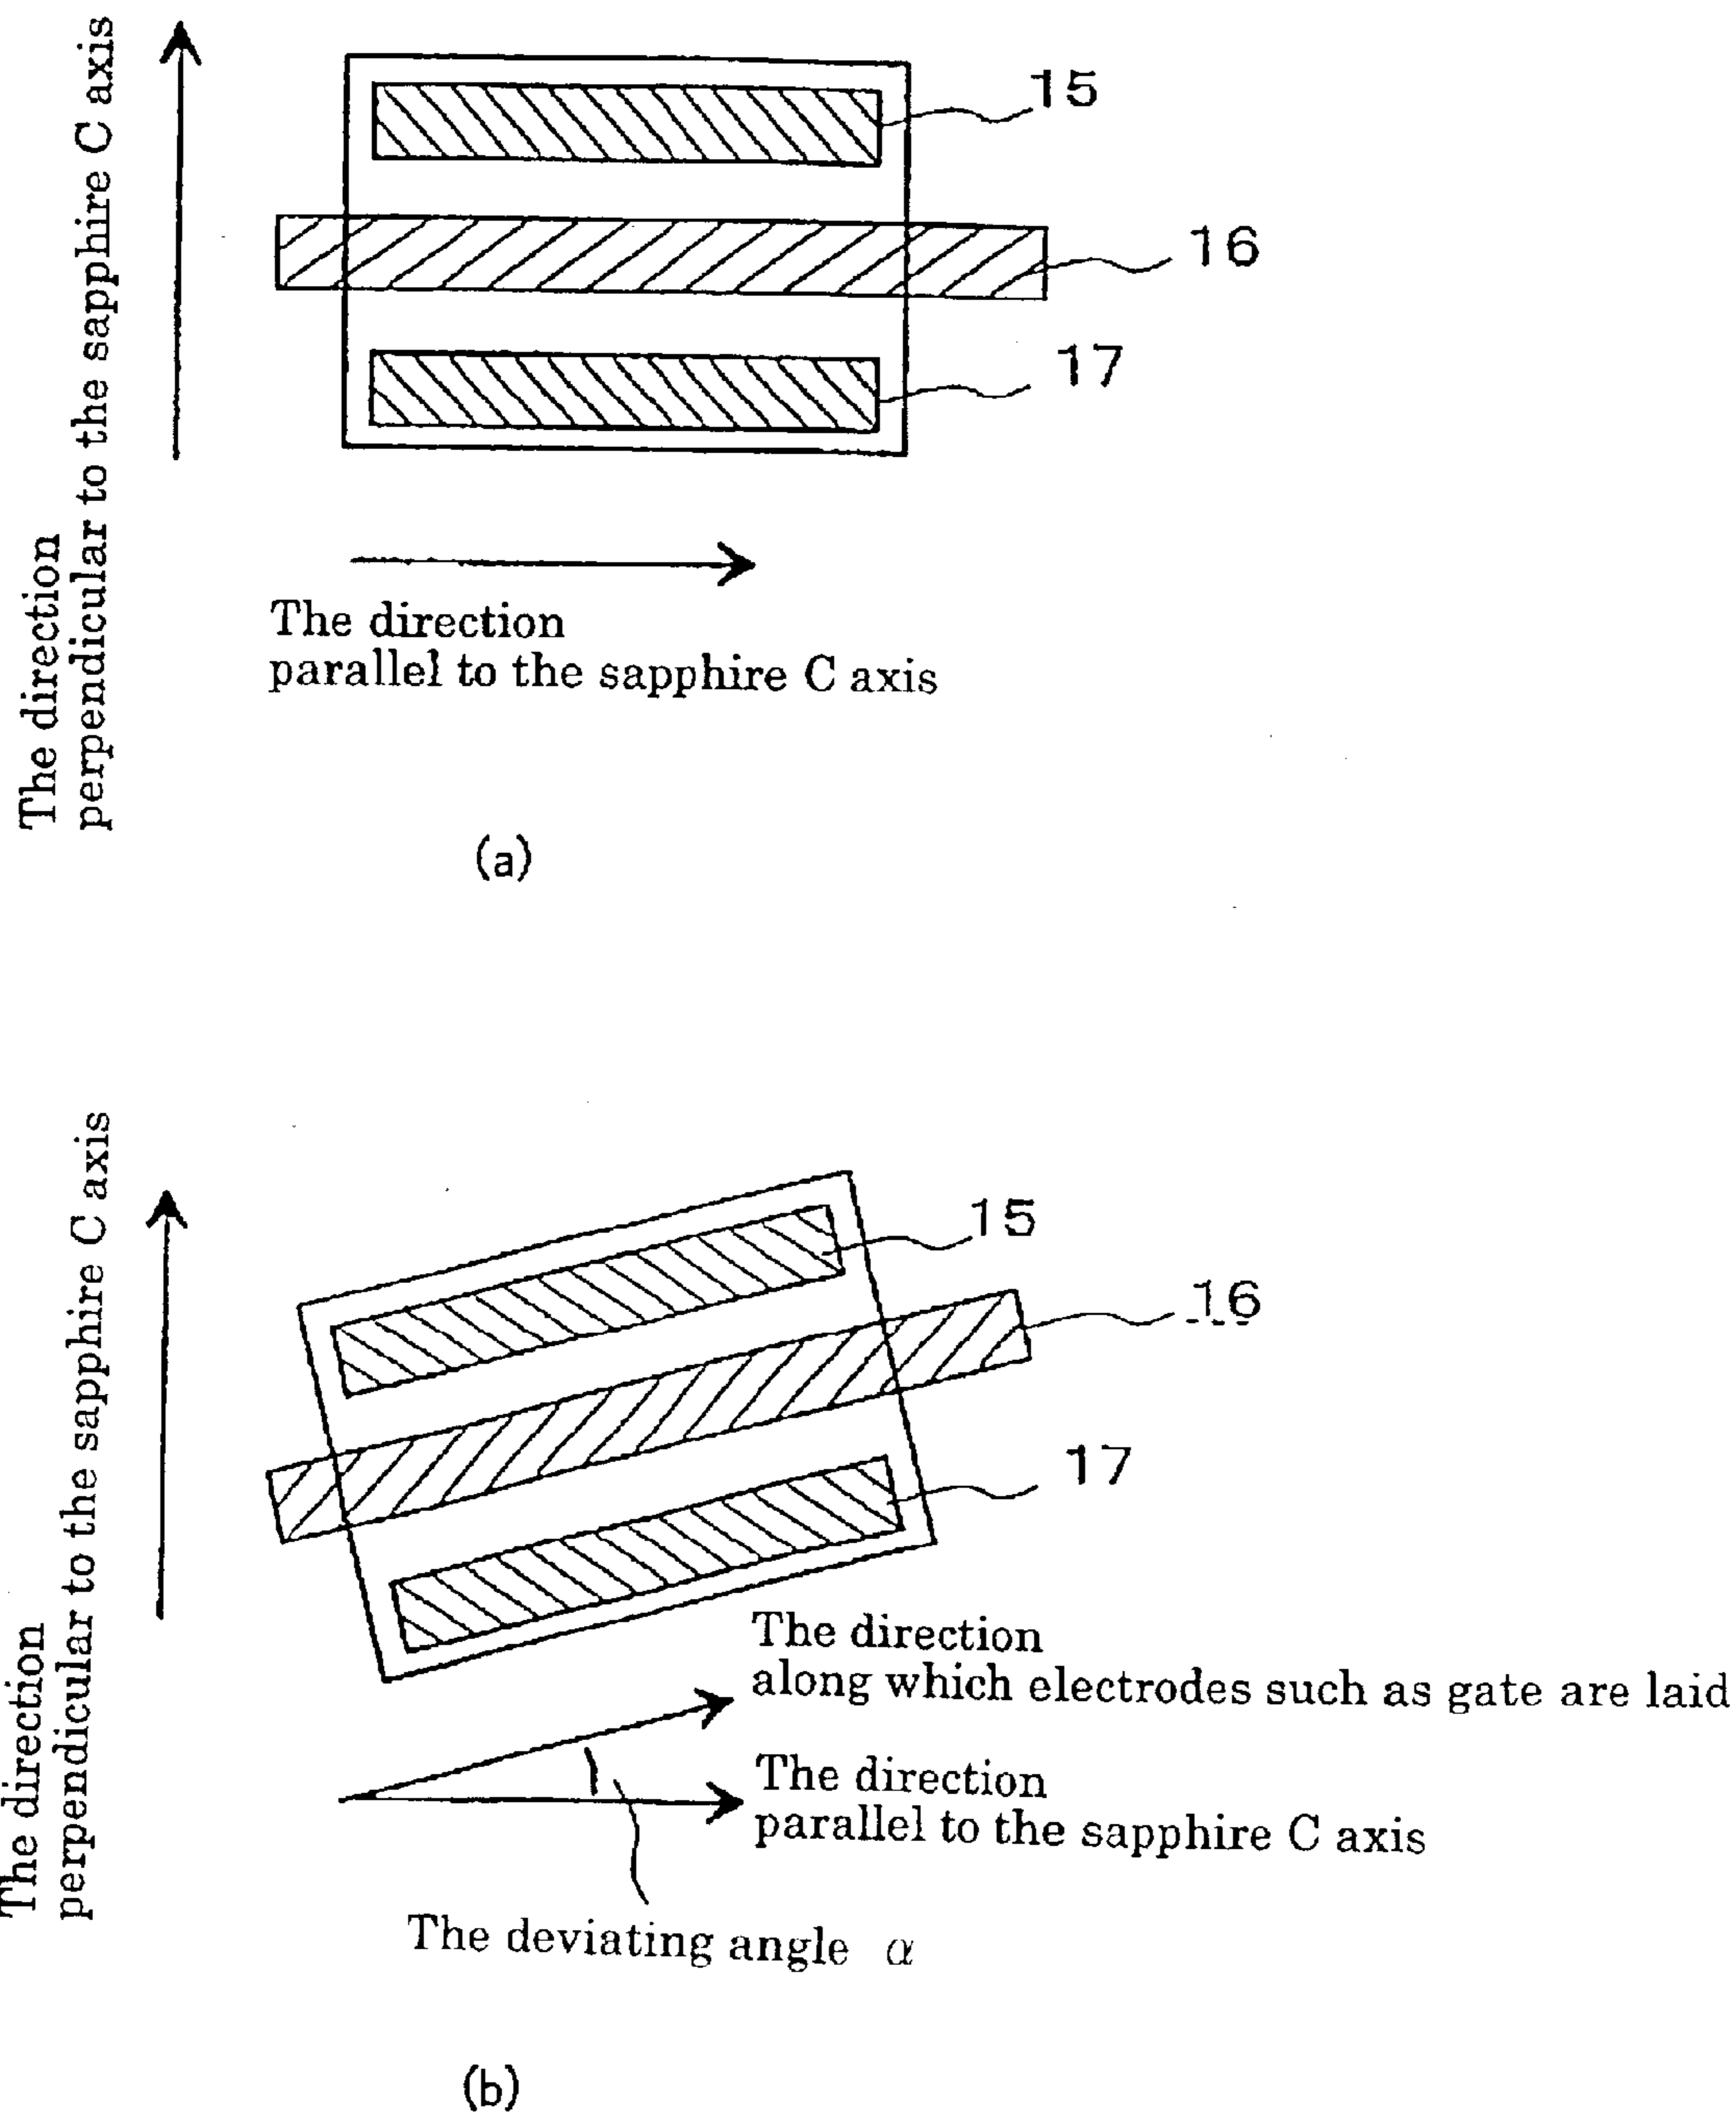 The direction
perpendicular to the sapphire C axis
15
16
17
The direction
parallel to the sapphire C axis
(a)
The direction
perpendicular to the sapphire C axis
15
16
17
The direction
along which electrodes such as gate are laid
The direction
parallel to the sapphire C axis
The deviating angle α
(b)